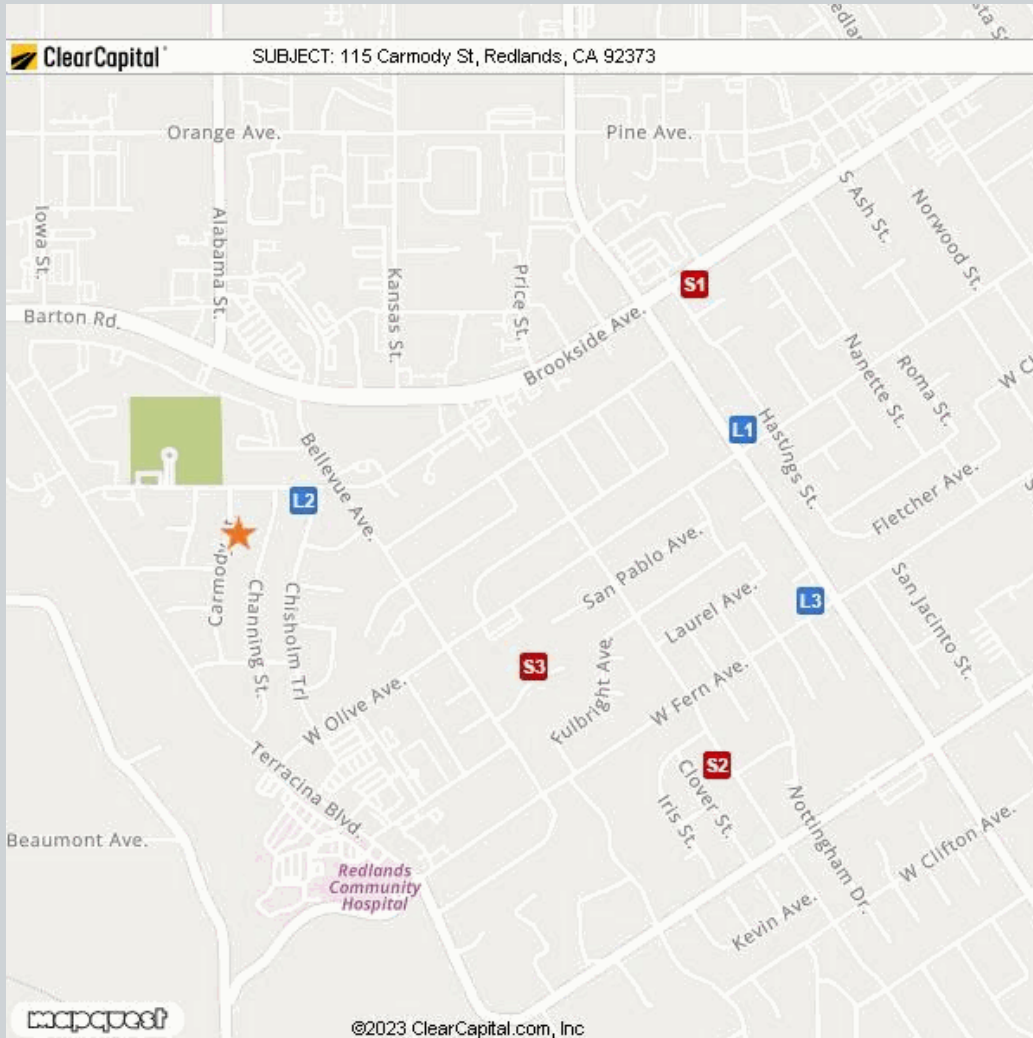 ClearCapital
SUBJECT: 115 Carmody St, Redlands, CA 92373
Orange Ave.
Pine Ave.
S Ash St.
Norwood St.
Iowa St.
Alabama St.
Kansas St.
Price St.
S1
Barton Rd.
Brookside Ave.
Nanette St.
Roma St.
L1
Hastings St.
Bellevue Ave.
L2
Fletcher Ave.
San Pablo Ave.
Channing St.
Chisholm Trl
Laurel Ave.
L3
San Jacinto St.
S3
Fulbright Ave.
W Olive Ave.
W Fern Ave.
S2
Terracina Blvd.
Clover St.
Iris St.
Nottingham Dr.
Beaumont Ave.
W Clifton Ave.
Redlands
Community
Hospital
Kevin Ave.
mapquest
©2023 ClearCapital.com, Inc